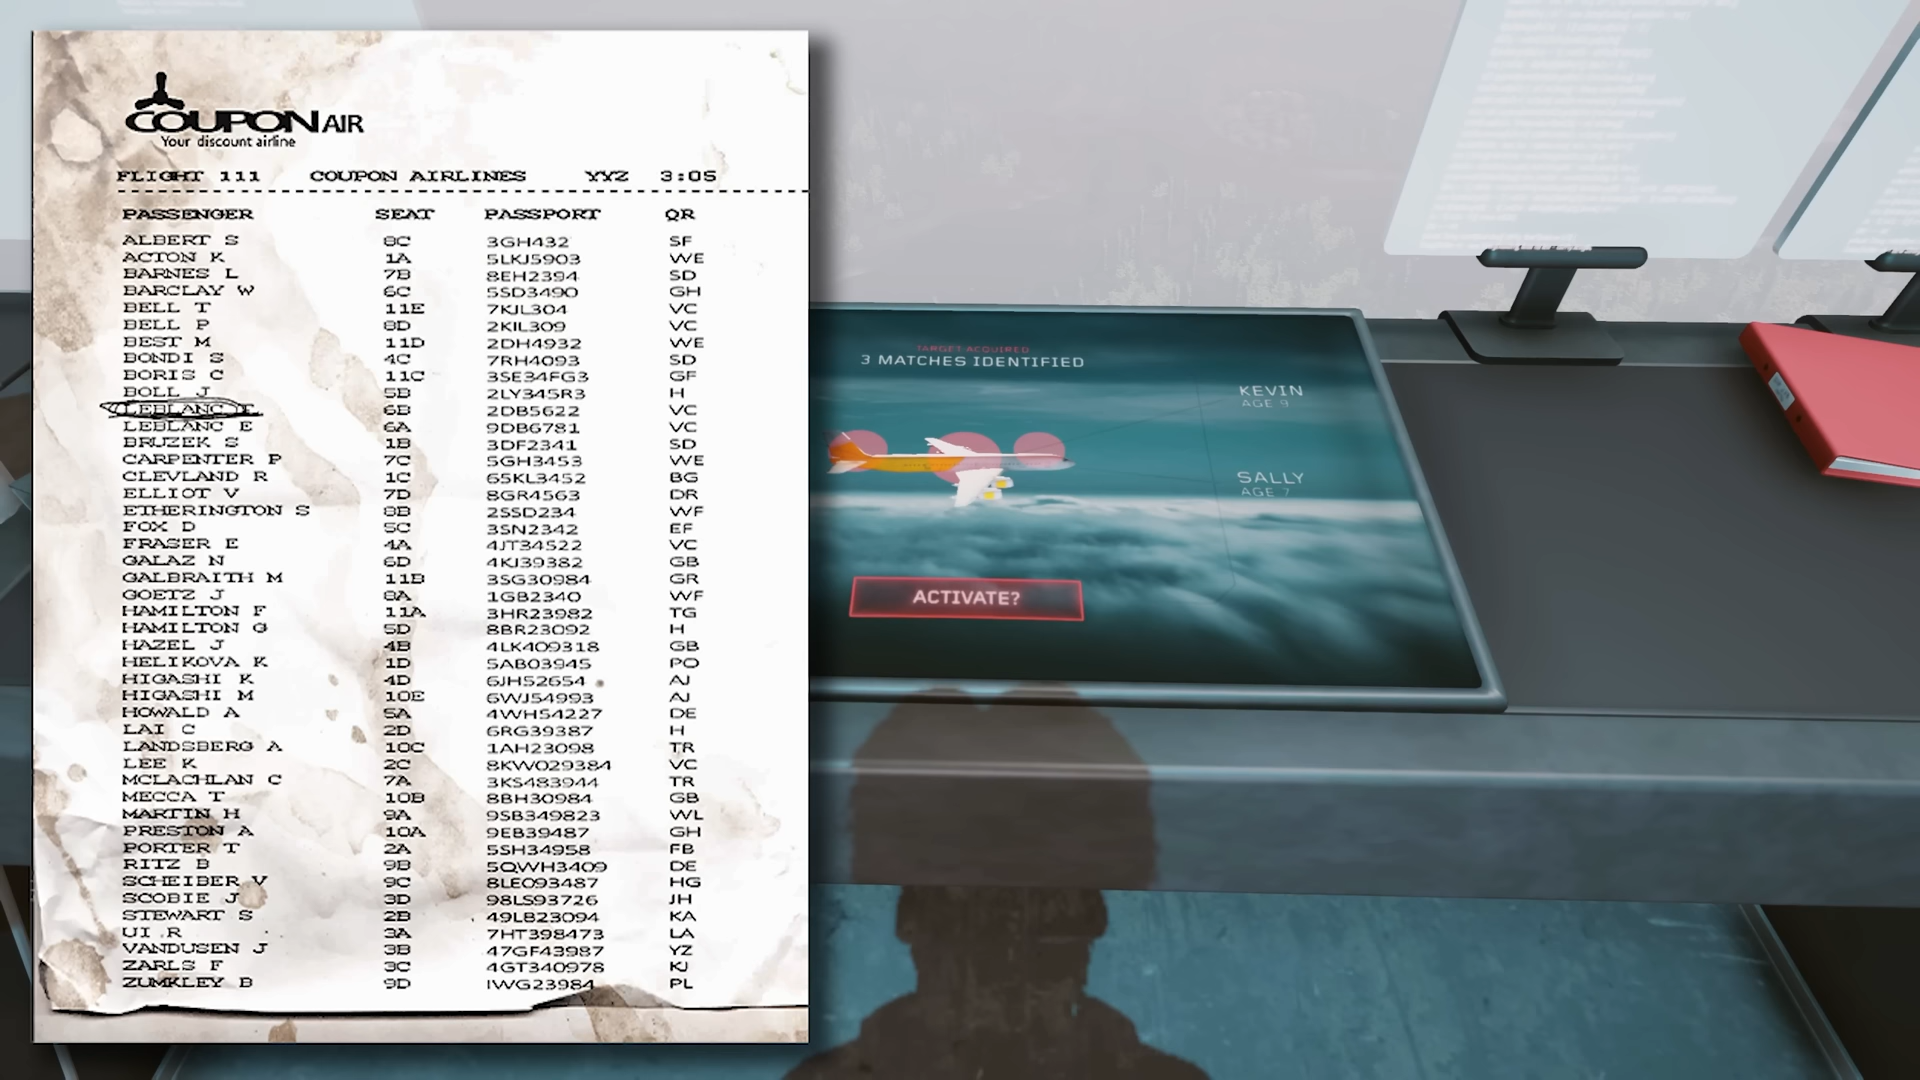 COUPON AIR
Your discount airline
FLIGHT 111 COUPON AIRLINES YYZ 3:05
PASSENGER SEAT PASSPORT QR
ALBERT S 8C 3GH432 SF
ACTON K 1A 5LKJ5903 WE
BARNES L 7B 8EH2394 SD
BARCLAY W 6C 5SD3490 GH
BELL T 11E 7KJL304 VC
BELL P 8D 2KIL309 VC
BEST M 11D 2DH4932 WE
BONDI S 4C 7RH4093 SD
BORIS C 11C 3SE34FG3 GF
BOLL J 5B 2LY345R3 H
LEBLANC 6B 2DB5622 VC
LEBLANC E 6A 9DB6781 VC
BRUZEK S 1B 3DF2341 SD
CARPENTER P 7C 5GH3453 WE
CLEVLAND R 1C 65KL3452 BG
ELLIOT V 7D 8GR4563 DR
ETHERINGTON S 8B 2SSD234 WF
FOX D 5C 3SN2342 EF
FRASER E 4A 4JT34522 VC
GALAZ N 6D 4KJ39382 GB
GALBRAITH M 11B 3SG30984 GR
GOETZ J 8A 1GB2340 WF
HAMILTON F 11A 3HR23982 TG
HAMILTON G 5D 8BR23092 H
HAZEL J 4B 4LK409318 GB
HELIKOVA K 1D 5AB03945 PO
HIGASHI K 4D 6JH52654 AJ
HIGASHI M 10E 6WJ54993 AJ
HOWALD A 5A 4WH54227 DE
LAI C 2D 6RG39387 H
LANDSBERG A 10C 1AH23098 TR
LEE K 2C 8KW029384 VC
MCLACHLAN C 7A 3KS483944 TR
MECCA T 10B 8BH30984 GB
MARTIN H 9A 9SB349823 WL
PRESTON A 10A 9EB39487 GH
PORTER T 2A 5SH34958 FB
RITZ B 9B 5QWH3409 DE
SCHEIBER V 9C 8LE093487 HG
SCOBIE J 3D 98LS93726 JH
STEWART S 2B 49LB23094 KA
UI R 3A 7HT398473 LA
VANDUSEN J 3B 47GF43987 YZ
ZARLS F 3C 4GT340978 KJ
ZUMKLEY B 9D IWG23984 PL
TARGET ACQUIRED
3 MATCHES IDENTIFIED
KEVIN
AGE 9
SALLY
AGE 7
ACTIVATE?